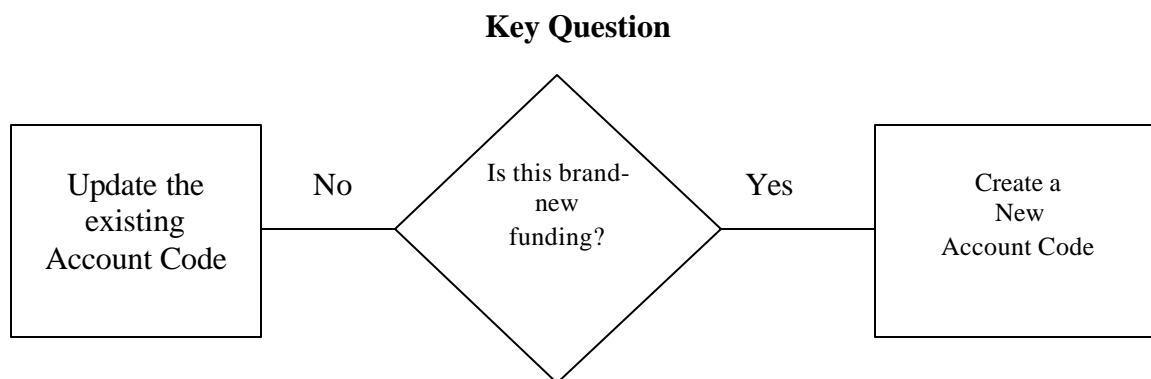 Key Question
Update the
existing
Account Code
No
Is this brand-
new
funding?
Yes
Create a
New
Account Code